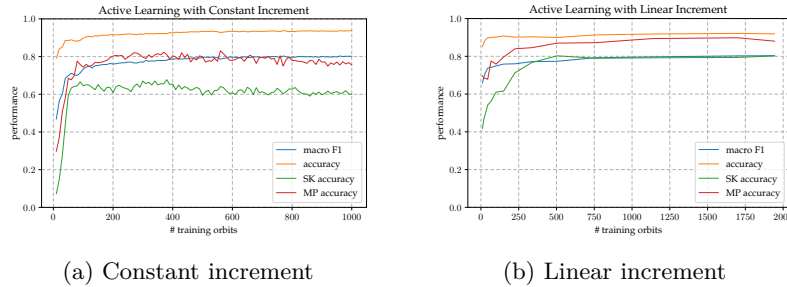 Active Learning with Constant Increment
1.0
0.8
0.6
0.4
0.2
0.0
performance
0
200
400
600
800
1000
# training orbits
macro F1
accuracy
SK accuracy
MP accuracy
(a) Constant increment
Active Learning with Linear Increment
1.0
0.8
0.6
0.4
0.2
0.0
performance
0
250
500
750
1000
1250
1500
1750
2000
# training orbits
macro F1
accuracy
SK accuracy
MP accuracy
(b) Linear increment